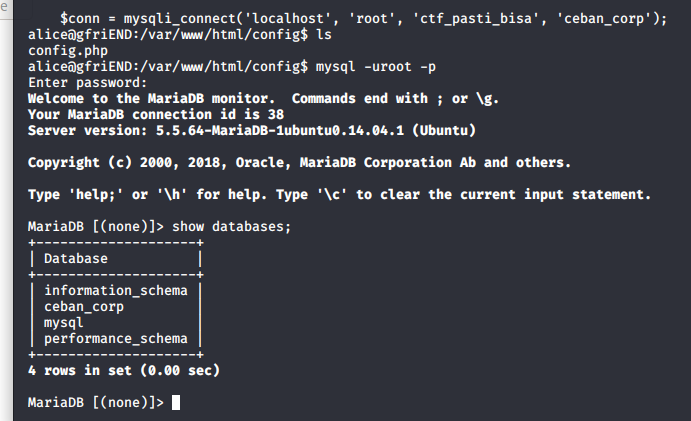 e
$conn = mysqli_connect('localhost', 'root', 'ctf_pasti_bisa', 'ceban_corp');
alice@gfriEND:/var/www/html/config$ ls
config.php
alice@gfriEND:/var/www/html/config$ mysql -uroot -p
Enter password:
Welcome to the MariaDB monitor.  Commands end with ; or \g.
Your MariaDB connection id is 38
Server version: 5.5.64-MariaDB-1ubuntu0.14.04.1 (Ubuntu)
Copyright (c) 2000, 2018, Oracle, MariaDB Corporation Ab and others.
Type 'help;' or '\h' for help. Type '\c' to clear the current input statement.
MariaDB [(none)]> show databases;
+--------------------+
| Database           |
+--------------------+
| information_schema |
| ceban_corp         |
| mysql              |
| performance_schema |
+--------------------+
4 rows in set (0.00 sec)
MariaDB [(none)]>